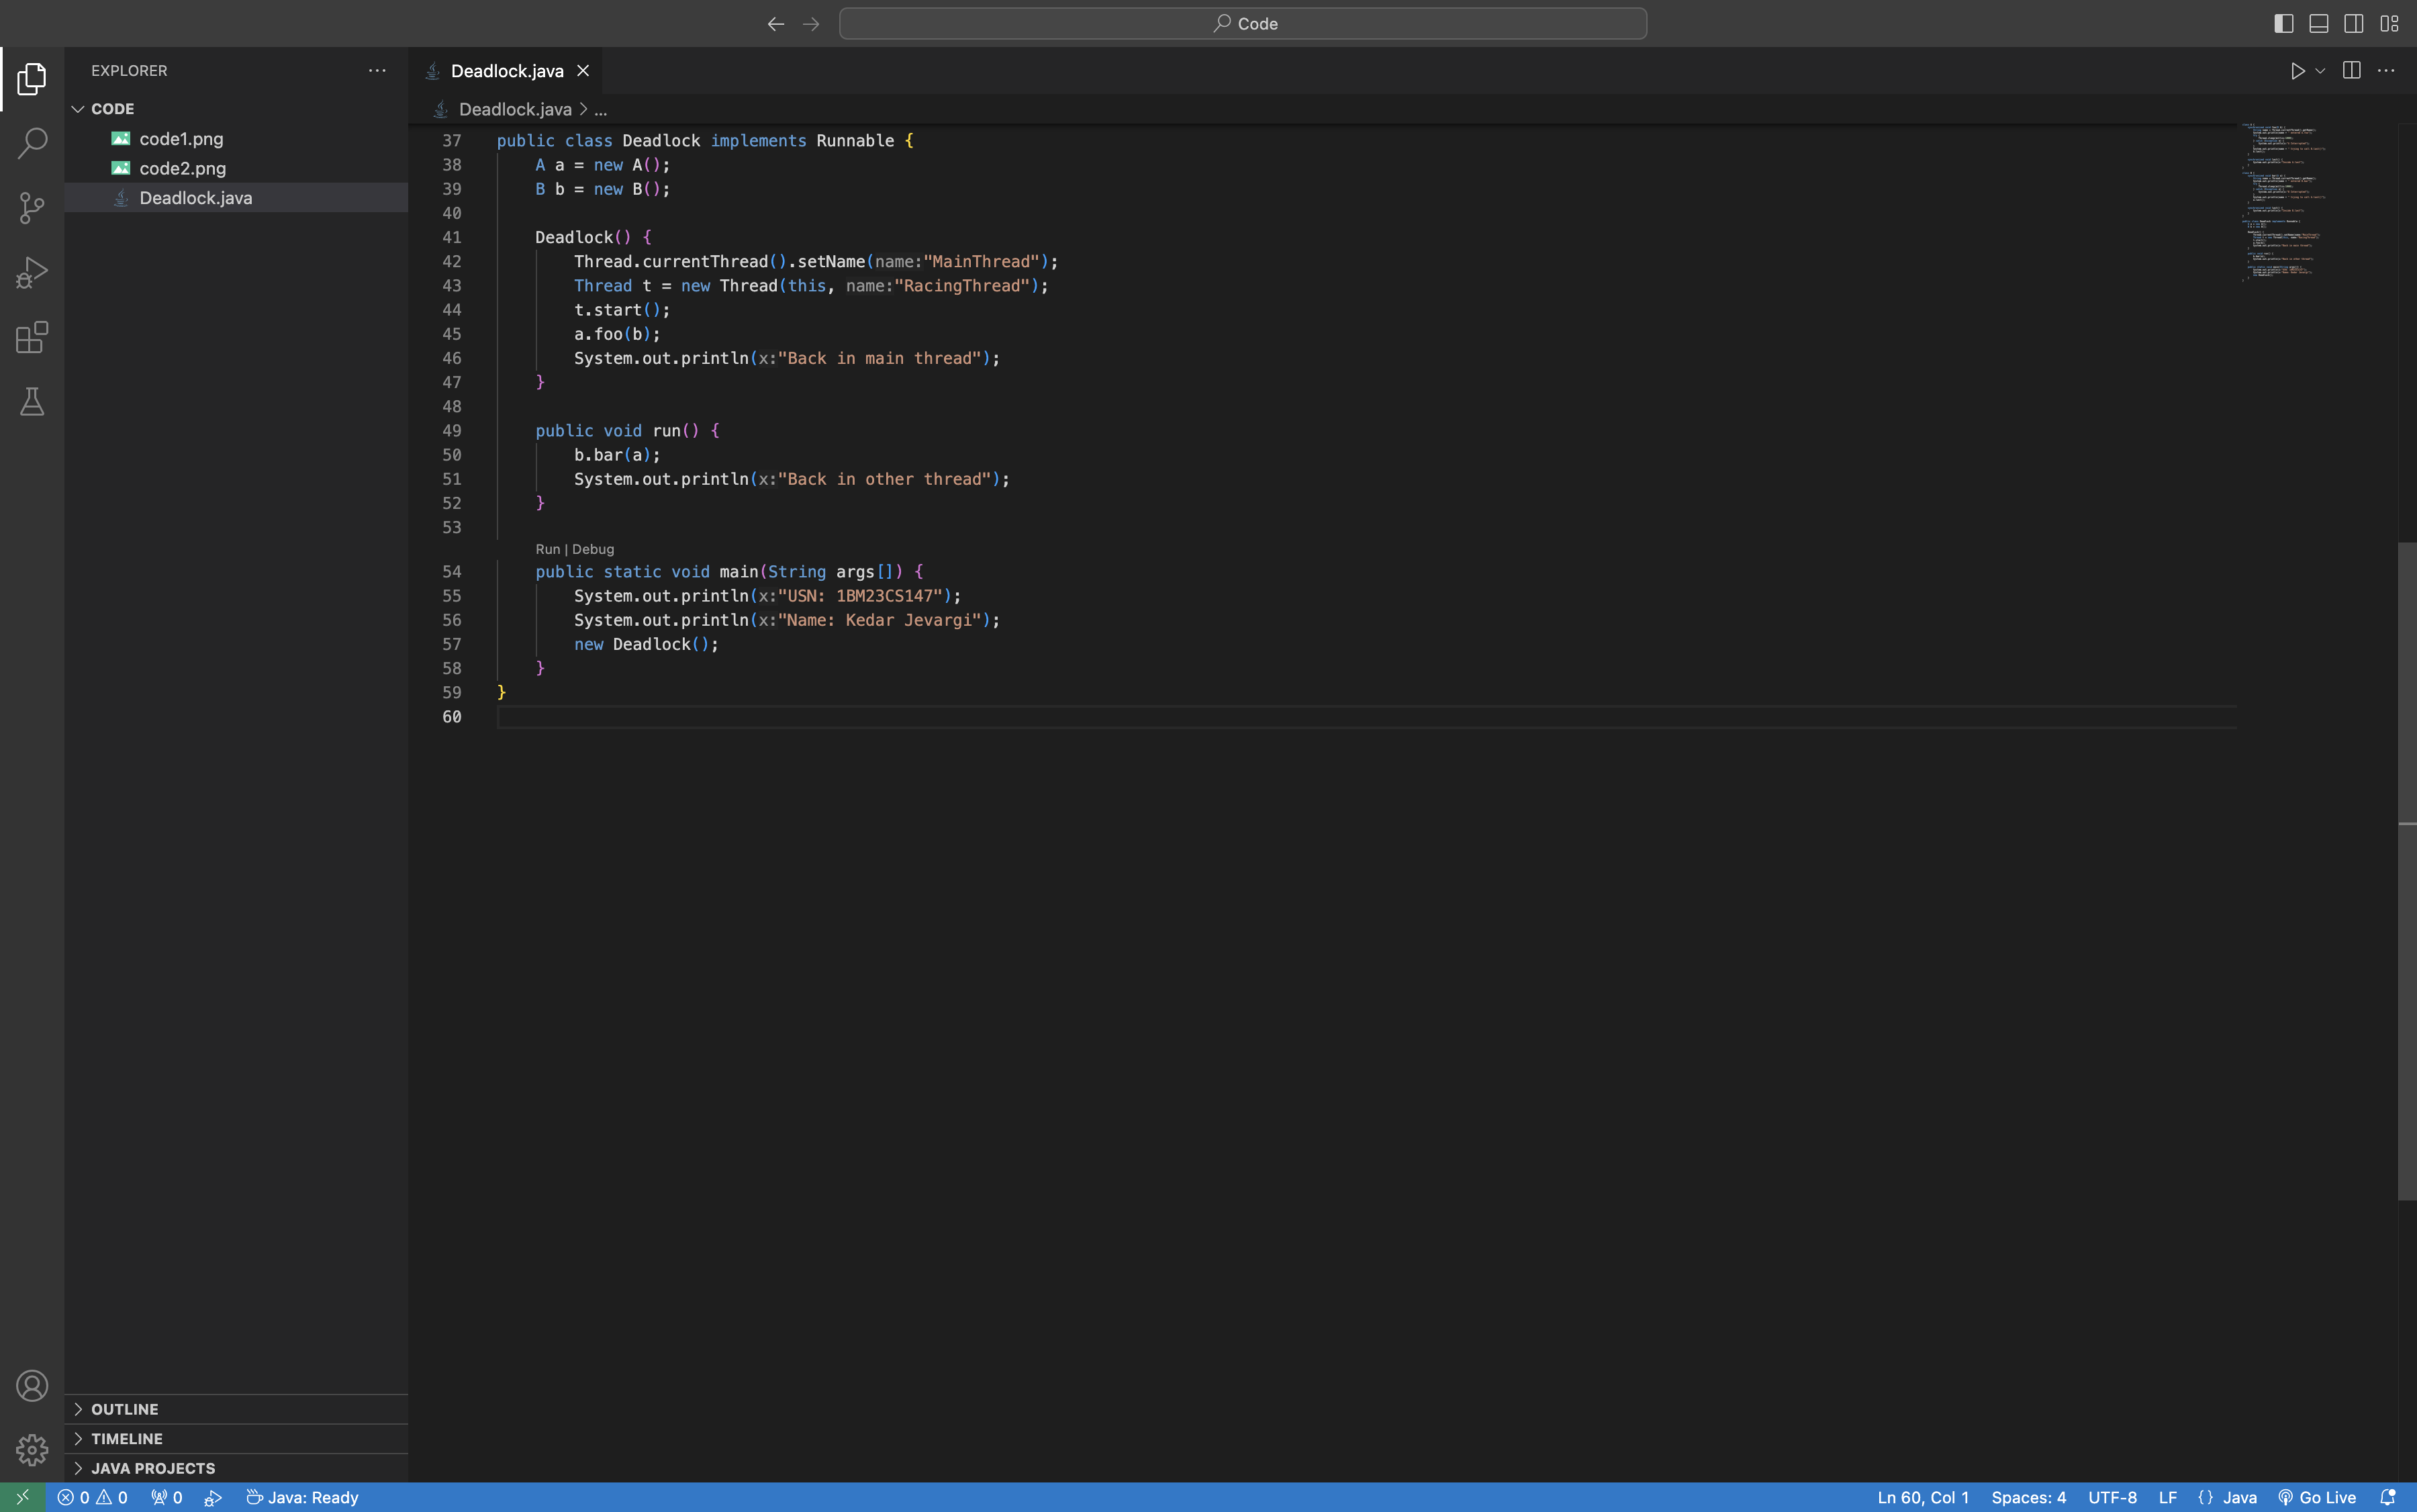 Code
EXPLORER
CODE
code1.png
code2.png
Deadlock.java
Deadlock.java
Deadlock.java > ...
37 public class Deadlock implements Runnable {
38 A a = new A();
39 B b = new B();
40
41 Deadlock() {
42 Thread.currentThread().setName(name:"MainThread");
43 Thread t = new Thread(this, name:"RacingThread");
44 t.start();
45 a.foo(b);
46 System.out.println(x:"Back in main thread");
47 }
48
49 public void run() {
50 b.bar(a);
51 System.out.println(x:"Back in other thread");
52 }
53
Run | Debug
54 public static void main(String args[]) {
55 System.out.println(x:"USN: 1BM23CS147");
56 System.out.println(x:"Name: Kedar Jevargi");
57 new Deadlock();
58 }
59 }
60
OUTLINE
TIMELINE
JAVA PROJECTS
0 0 0 Java: Ready
Ln 60, Col 1 Spaces: 4 UTF-8 LF {} Java Go Live